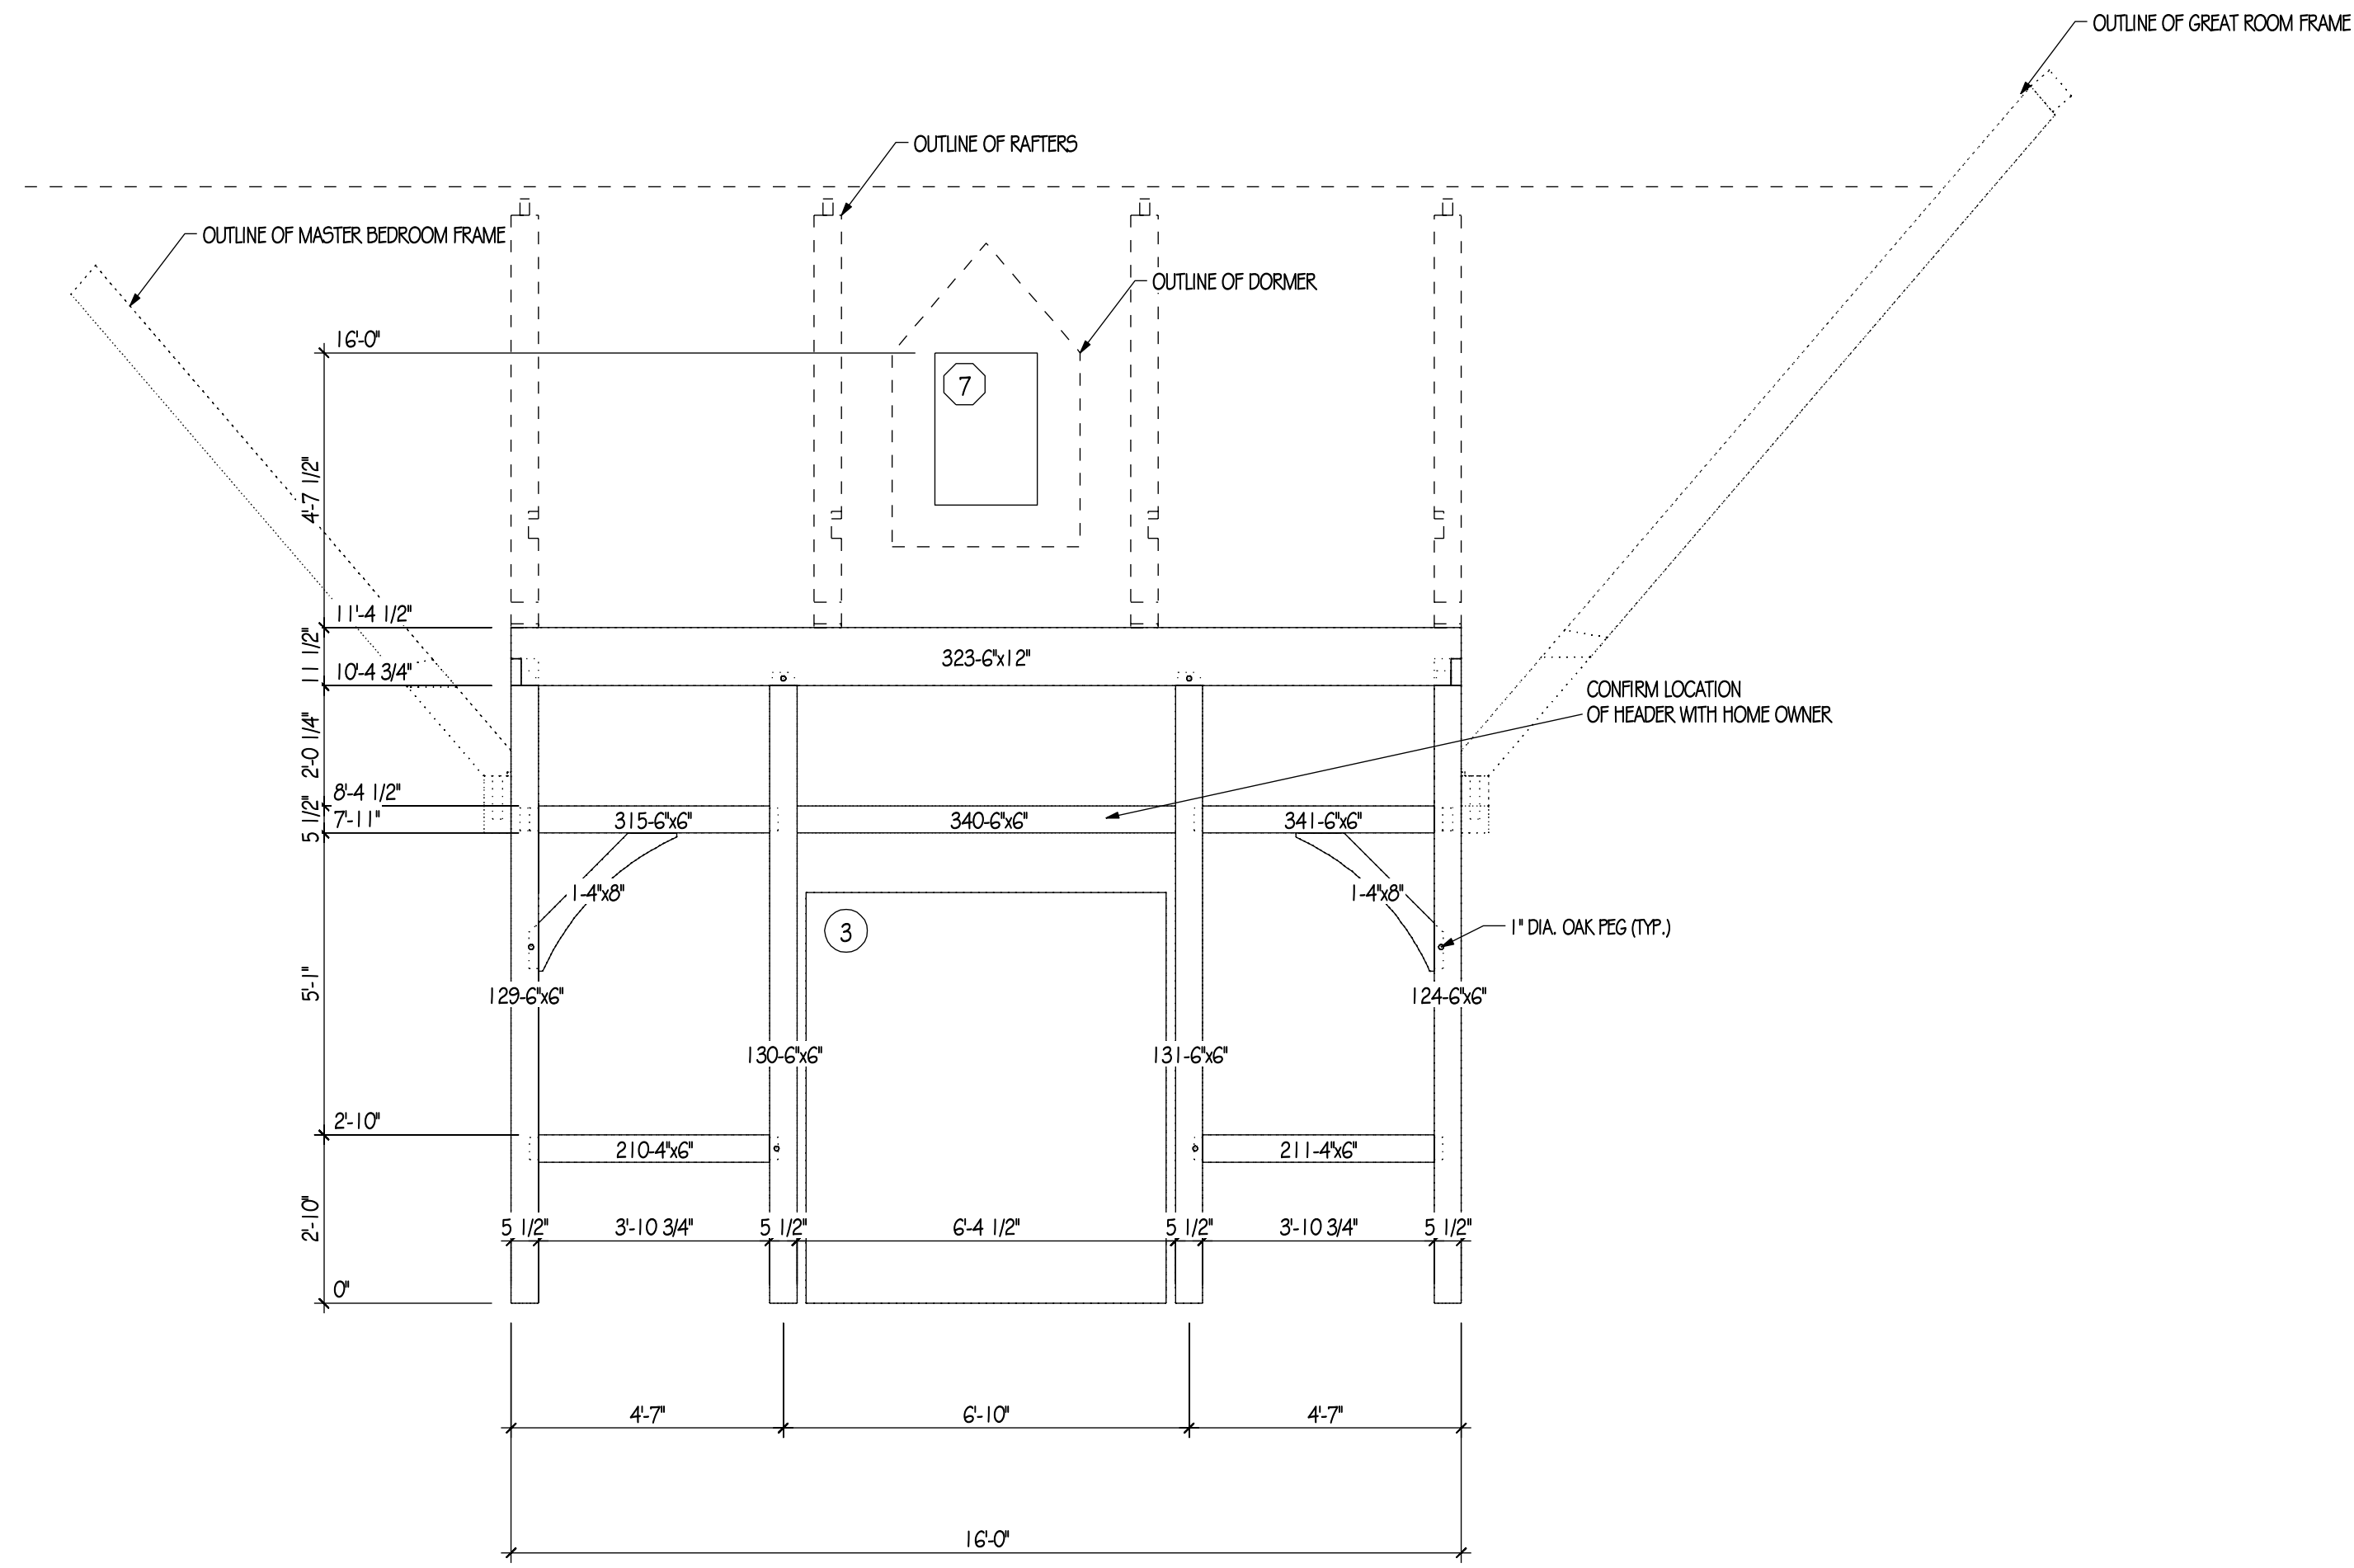 OUTLINE OF GREAT ROOM FRAME
OUTLINE OF RAFTERS
OUTLINE OF MASTER BEDROOM FRAME
OUTLINE OF DORMER
16'-0"
7
4'-7 1/2"
11'-4 1/2"
11 1/2"
323-6"x12"
10'-4 3/4"
CONFIRM LOCATION
OF HEADER WITH HOME OWNER
2'-0 1/4"
8'-4 1/2"
5 1/2"
7'-11"
315-6"x6"
340-6"x6"
341-6"x6"
1-4"x8"
1-4"x8"
3
1" DIA. OAK PEG (TYP.)
5'-1"
129-6"x6"
124-6"x6"
130-6"x6"
131-6"x6"
2'-10"
210-4"x6"
211-4"x6"
2'-10"
5 1/2"
3'-10 3/4"
5 1/2"
6'-4 1/2"
5 1/2"
3'-10 3/4"
5 1/2"
0"
4'-7"
6'-10"
4'-7"
16'-0"